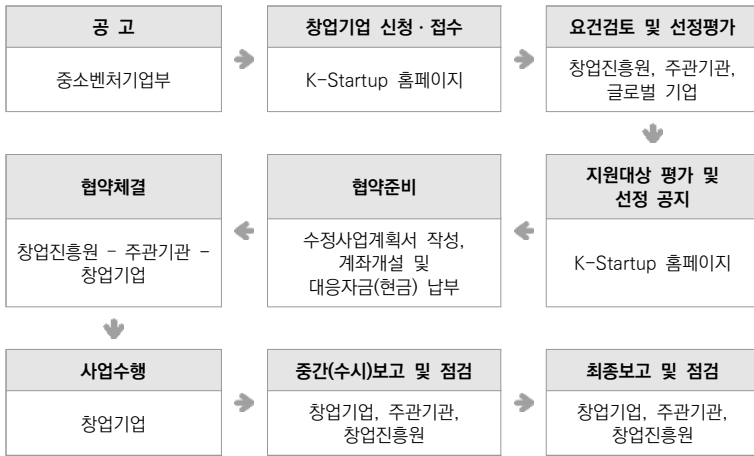 공 고
중소벤처기업부
창업기업 신청 · 접수
K-Startup 홈페이지
요건검토 및 선정평가
창업진흥원, 주관기관,
글로벌 기업
지원대상 평가 및
선정 공지
K-Startup 홈페이지
협약준비
수정사업계획서 작성,
계좌개설 및
대응자금(현금) 납부
협약체결
창업진흥원 - 주관기관 -
창업기업
사업수행
창업기업
중간(수시)보고 및 점검
창업기업, 주관기관,
창업진흥원
최종보고 및 점검
창업기업, 주관기관,
창업진흥원